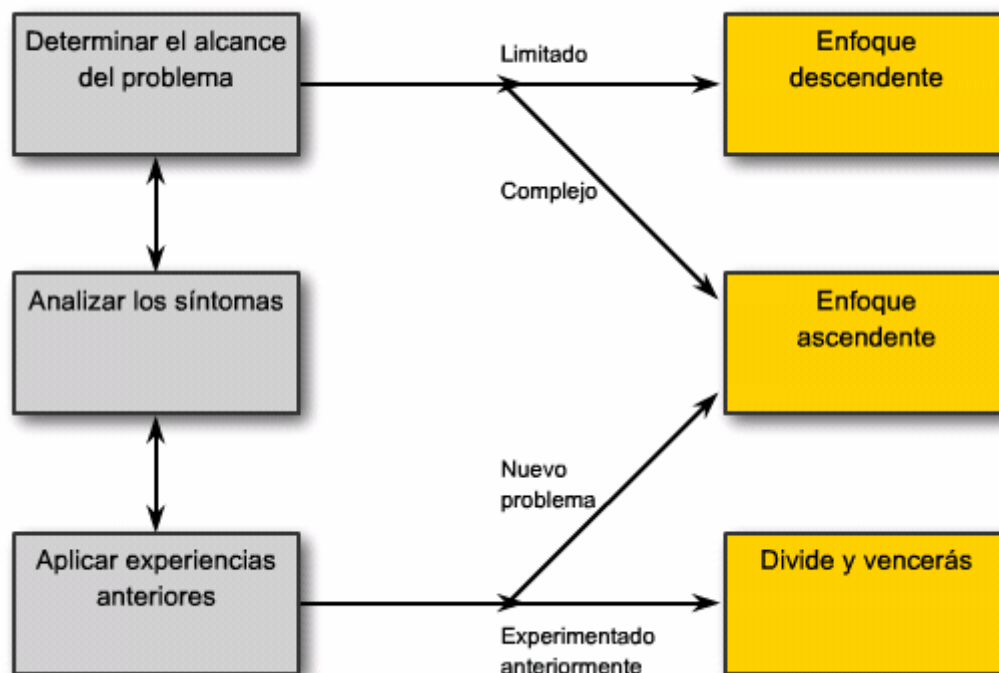 Determinar el alcance
del problema
Limitado
Enfoque
descendente
Complejo
Analizar los síntomas
Enfoque
ascendente
Nuevo
problema
Aplicar experiencias
anteriores
Divide y vencerás
Experimentado
anteriormente